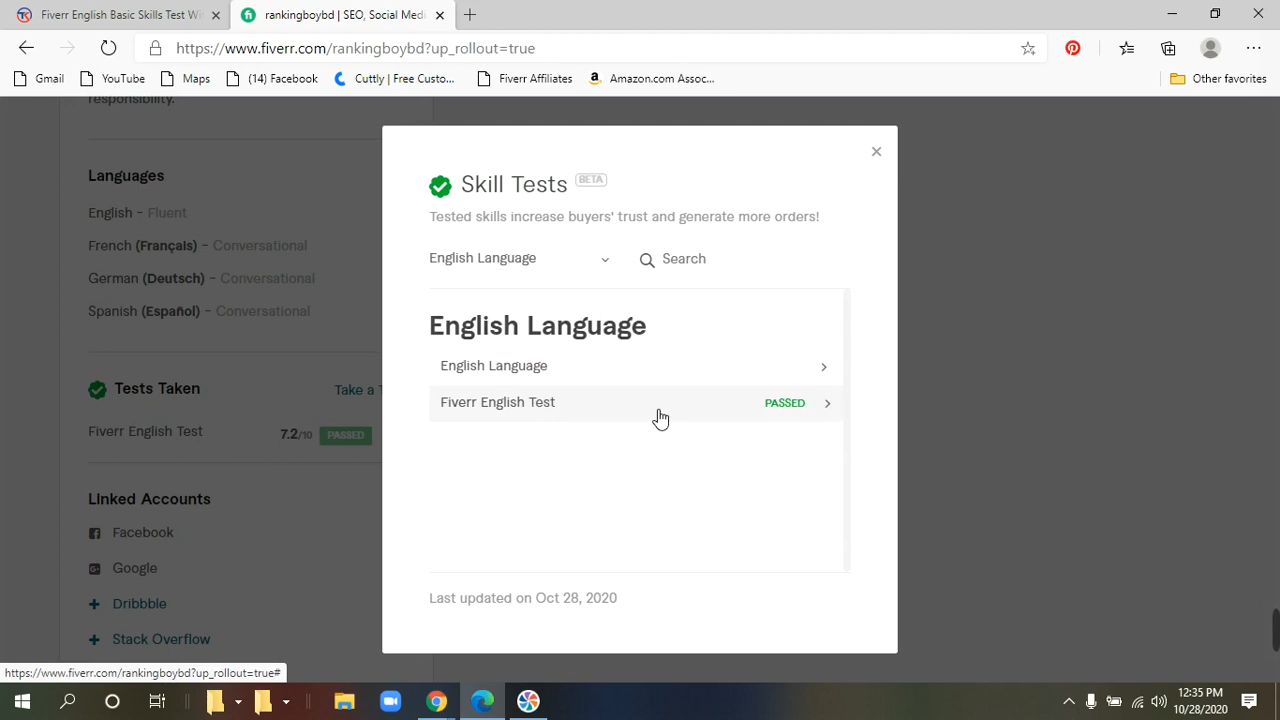 Fiverr English Basic Skill Test Wi
rankingboybd | SEO, Social Medi
https://www.fiverr.com/rankingboybd?up_rollout=true
Gmail
YouTube
Maps
(14) Facebook
Cuttly | Free Custo...
Fiverr Affiliates
Amazon.com Assoc...
Other favorites
responsibility.
Languages
English - Fluent
French (Français) - Conversational
German (Deutsch) - Conversational
Spanish (Español) - Conversational
Tests Taken
Take a T
Fiverr English Test
7.2/10 PASSED
Linked Accounts
Facebook
Google
Dribbble
Stack Overflow
Skill Tests BETA
Tested skills increase buyers' trust and generate more orders!
English Language
Search
English Language
English Language
Fiverr English Test
PASSED
Last updated on Oct 28, 2020
https://www.fiverr.com/rankingboybd?up_rollout=true#
12:35 PM
10/28/2020